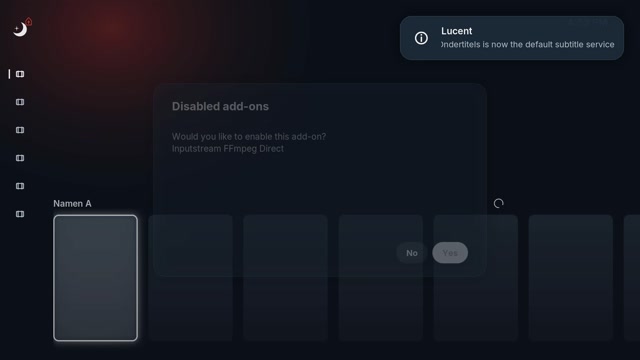 Lucent
Ondertitels is now the default subtitle service
Disabled add-ons
Would you like to enable this add-on?
Inputstream FFmpeg Direct
Namen A
No
Yes